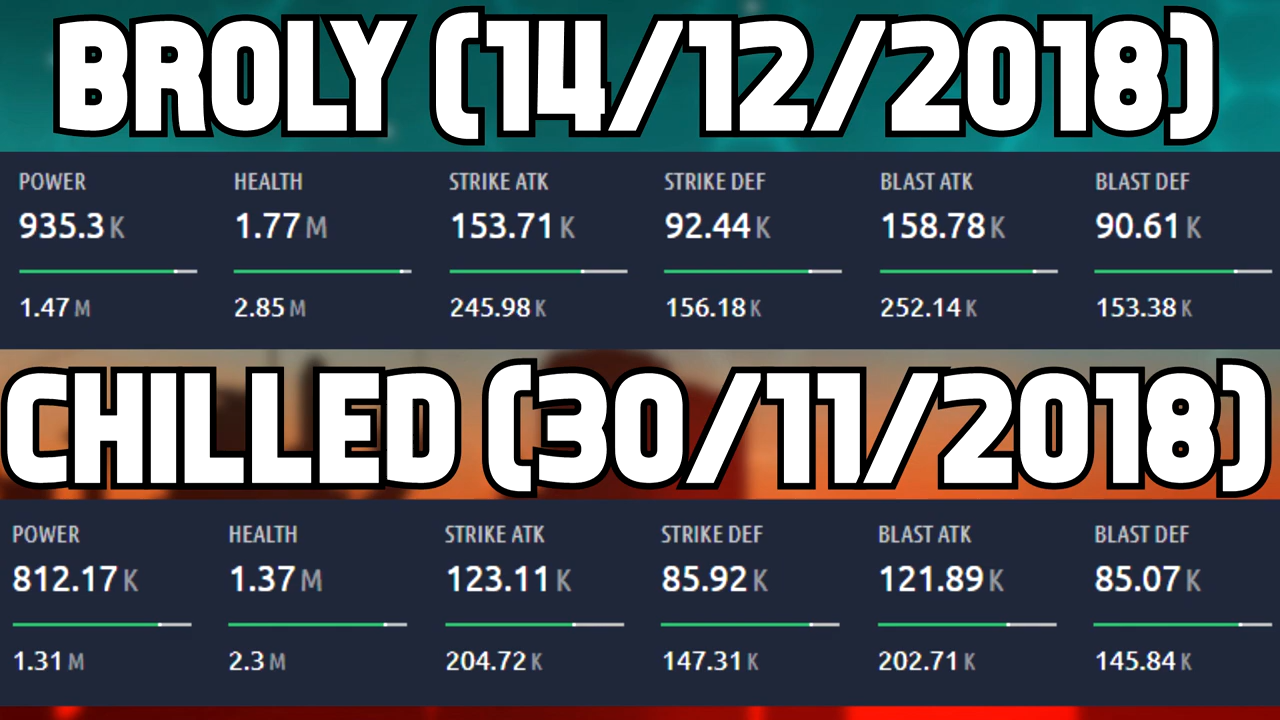 BROLY (14/12/2018)
POWER HEALTH STRIKE ATK STRIKE DEF BLAST ATK BLAST DEF
935.3 K 1.77 M 153.71 K 92.44 K 158.78 K 90.61 K
1.47 M 2.85 M 245.98 K 156.18 K 252.14 K 153.38 K
CHILLED (30/11/2018)
POWER HEALTH STRIKE ATK STRIKE DEF BLAST ATK BLAST DEF
812.17 K 1.37 M 123.11 K 85.92 K 121.89 K 85.07 K
1.31 M 2.3 M 204.72 K 147.31 K 202.71 K 145.84 K